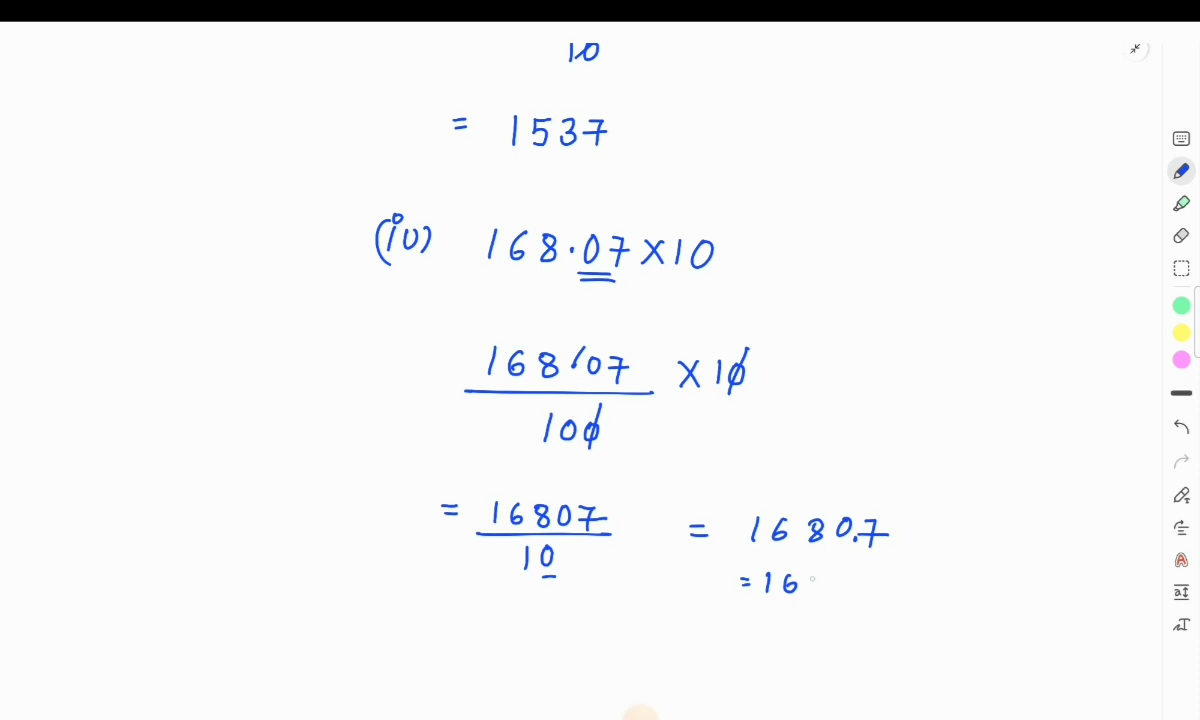 10
= 1537
(iv) 168.07 × 10
168.07 × 10
100
= 16807 = 1680.7
10
= 16